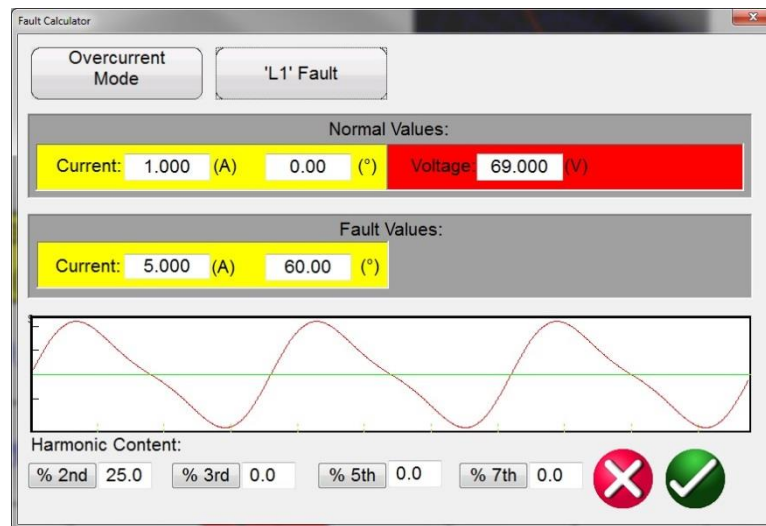 Fault Calculator
Overcurrent
Mode
'L1' Fault
Normal Values:
Current: 1.000 (A) 0.00 (°) Voltage: 69.000 (V)
Fault Values:
Current: 5.000 (A) 60.00 (°)
Harmonic Content:
% 2nd 25.0 % 3rd 0.0 % 5th 0.0 % 7th 0.0